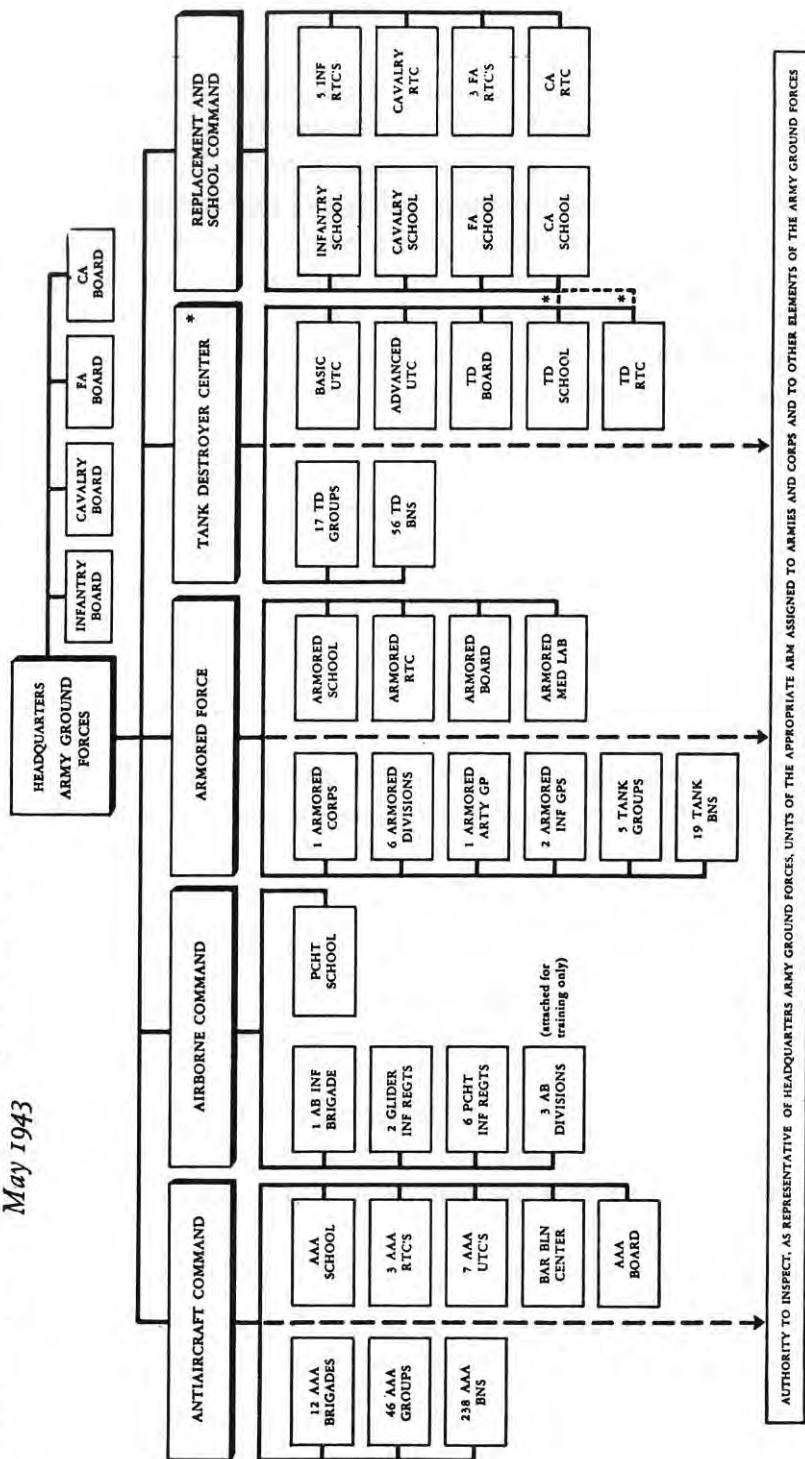 May 1943
HEADQUARTERS
ARMY GROUND
FORCES
INFANTRY
BOARD
CAVALRY
BOARD
FA
BOARD
CA
BOARD
ANTIAIRCRAFT COMMAND
12 AAA
BRIGADES
46 AAA
GROUPS
238 AAA
BNS
AAA
SCHOOL
3 AAA
RTC'S
7 AAA
UTC'S
BAR BLN
CENTER
AAA
BOARD
AIRBORNE COMMAND
1 AB INF
BRIGADE
2 GLIDER
INF REGTS
6 PCHT
INF REGTS
3 AB
DIVISIONS
(attached for
training only)
PCHT
SCHOOL
ARMORED FORCE
1 ARMORED
CORPS
6 ARMORED
DIVISIONS
1 ARMORED
ARTY GP
2 ARMORED
INF GPS
5 TANK
GROUPS
19 TANK
BNS
ARMORED
SCHOOL
ARMORED
RTC
ARMORED
BOARD
ARMORED
MED LAB
TANK DESTROYER CENTER *
17 TD
GROUPS
56 TD
BNS
BASIC
UTC
ADVANCED
UTC
TD
BOARD
*
TD
SCHOOL
*
TD
RTC
REPLACEMENT AND
SCHOOL COMMAND
INFANTRY
SCHOOL
CAVALRY
SCHOOL
FA
SCHOOL
CA
SCHOOL
5 INF
RTC'S
CAVALRY
RTC
3 FA
RTC'S
CA
RTC
AUTHORITY TO INSPECT, AS REPRESENTATIVE OF HEADQUARTERS ARMY GROUND FORCES, UNITS OF THE APPROPRIATE ARM ASSIGNED TO ARMIES AND CORPS AND TO OTHER ELEMENTS OF THE ARMY GROUND FORCES